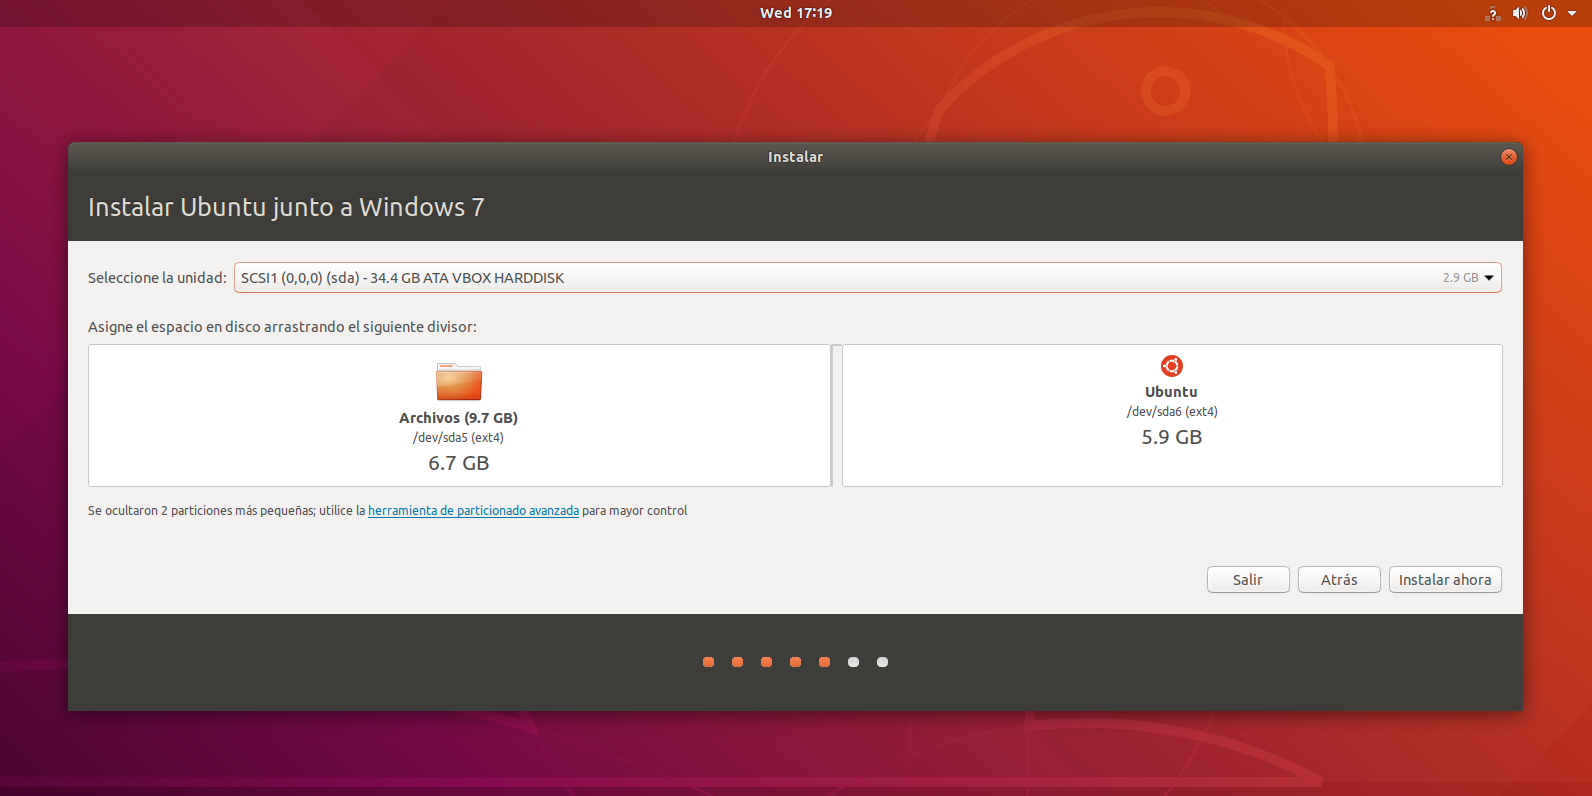 Wed 17:19
Instalar
Instalar Ubuntu junto a Windows 7
Seleccione la unidad: SCSI1 (0,0,0) (sda) - 34.4 GB ATA VBOX HARDDISK 2.9 GB
Asigne el espacio en disco arrastrando el siguiente divisor:
Archivos (9.7 GB)
/dev/sda5 (ext4)
6.7 GB
Ubuntu
/dev/sda6 (ext4)
5.9 GB
Se ocultaron 2 particiones más pequeñas; utilice la herramienta de particionado avanzada para mayor control
Salir Atrás Instalar ahora